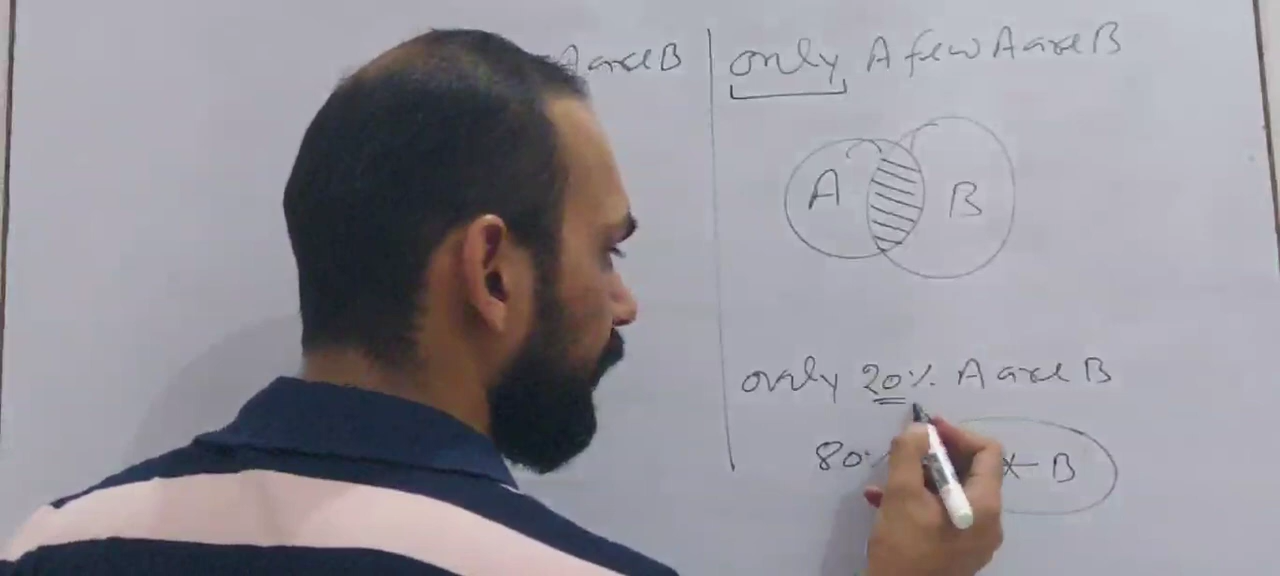 A are B
only A few A are B
A B
only 20% A are B
80% B